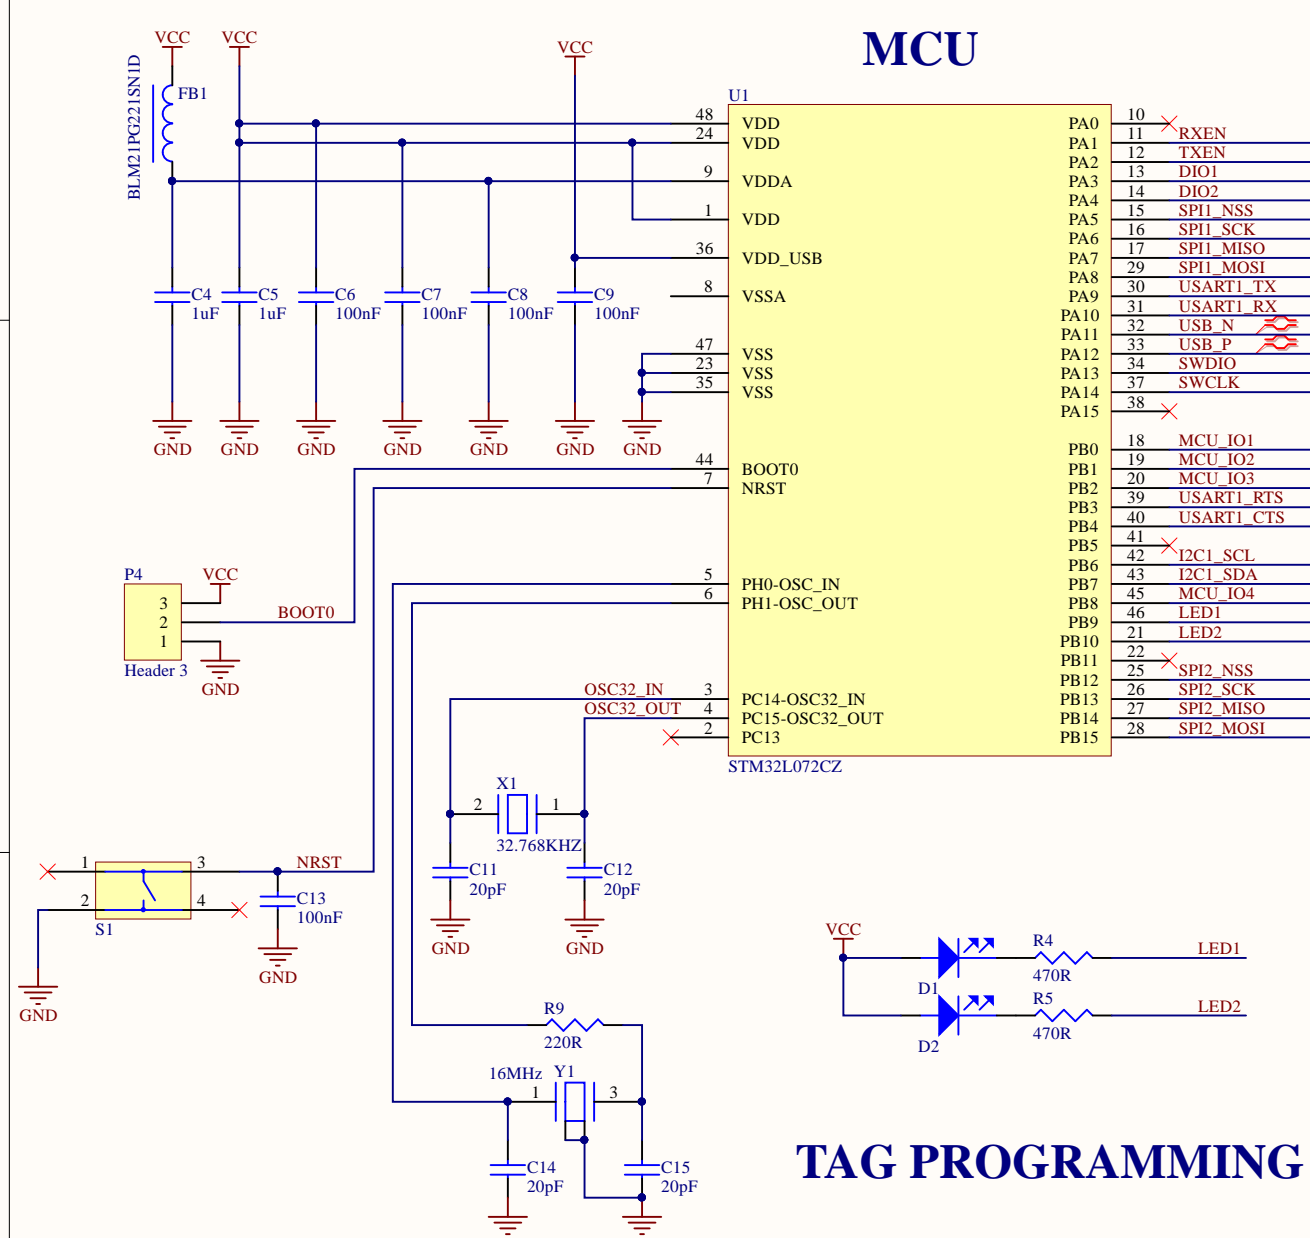 MCU
VCC
VCC
VCC
BLM21PG221SN1D
FB1
C4
1uF
C5
1uF
C6
100nF
C7
100nF
C8
100nF
C9
100nF
GND
GND
GND
GND
GND
GND
GND
U1
48 VDD
24 VDD
9 VDDA
1 VDD
36 VDD_USB
8 VSSA
47 VSS
23 VSS
35 VSS
44 BOOT0
7 NRST
5 PH0-OSC_IN
6 PH1-OSC_OUT
OSC32_IN 3 PC14-OSC32_IN
OSC32_OUT 4 PC15-OSC32_OUT
2 PC13
STM32L072CZ
PA0 10
PA1 11 RXEN
PA2 12 TXEN
PA3 13 DIO1
PA4 14 DIO2
PA5 15 SPI1_NSS
PA6 16 SPI1_SCK
PA7 17 SPI1_MISO
PA8 29 SPI1_MOSI
PA9 30 USART1_TX
PA10 31 USART1_RX
PA11 32 USB_N
PA12 33 USB_P
PA13 34 SWDIO
PA14 37 SWCLK
PA15 38
PB0 18 MCU_IO1
PB1 19 MCU_IO2
PB2 20 MCU_IO3
PB3 39 USART1_RTS
PB4 40 USART1_CTS
PB5 41
PB6 42 I2C1_SCL
PB7 43 I2C1_SDA
PB8 45 MCU_IO4
PB9 46 LED1
PB10 21 LED2
PB11 22
PB12 25 SPI2_NSS
PB13 26 SPI2_SCK
PB14 27 SPI2_MISO
PB15 28 SPI2_MOSI
P4
VCC
3
2 BOOT0
1
Header 3
GND
X1
2 1
32.768KHZ
C11
20pF
C12
20pF
GND
GND
1 3 NRST
2 4
S1
C13
100nF
GND
GND
VCC
D1
R4
470R
LED1
D2
R5
470R
LED2
R9
220R
16MHz Y1
1 3
C14
20pF
C15
20pF
TAG PROGRAMMING